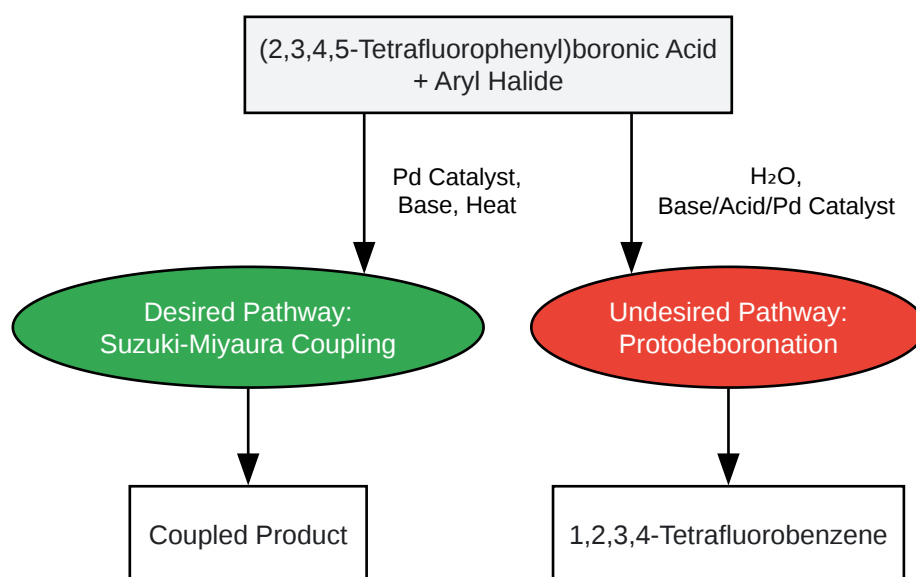 (2,3,4,5-Tetrafluorophenyl)boronic Acid
+ Aryl Halide
Pd Catalyst,
Base, Heat
H₂O,
Base/Acid/Pd Catalyst
Desired Pathway:
Suzuki-Miyaura Coupling
Undesired Pathway:
Protodeboronation
Coupled Product
1,2,3,4-Tetrafluorobenzene